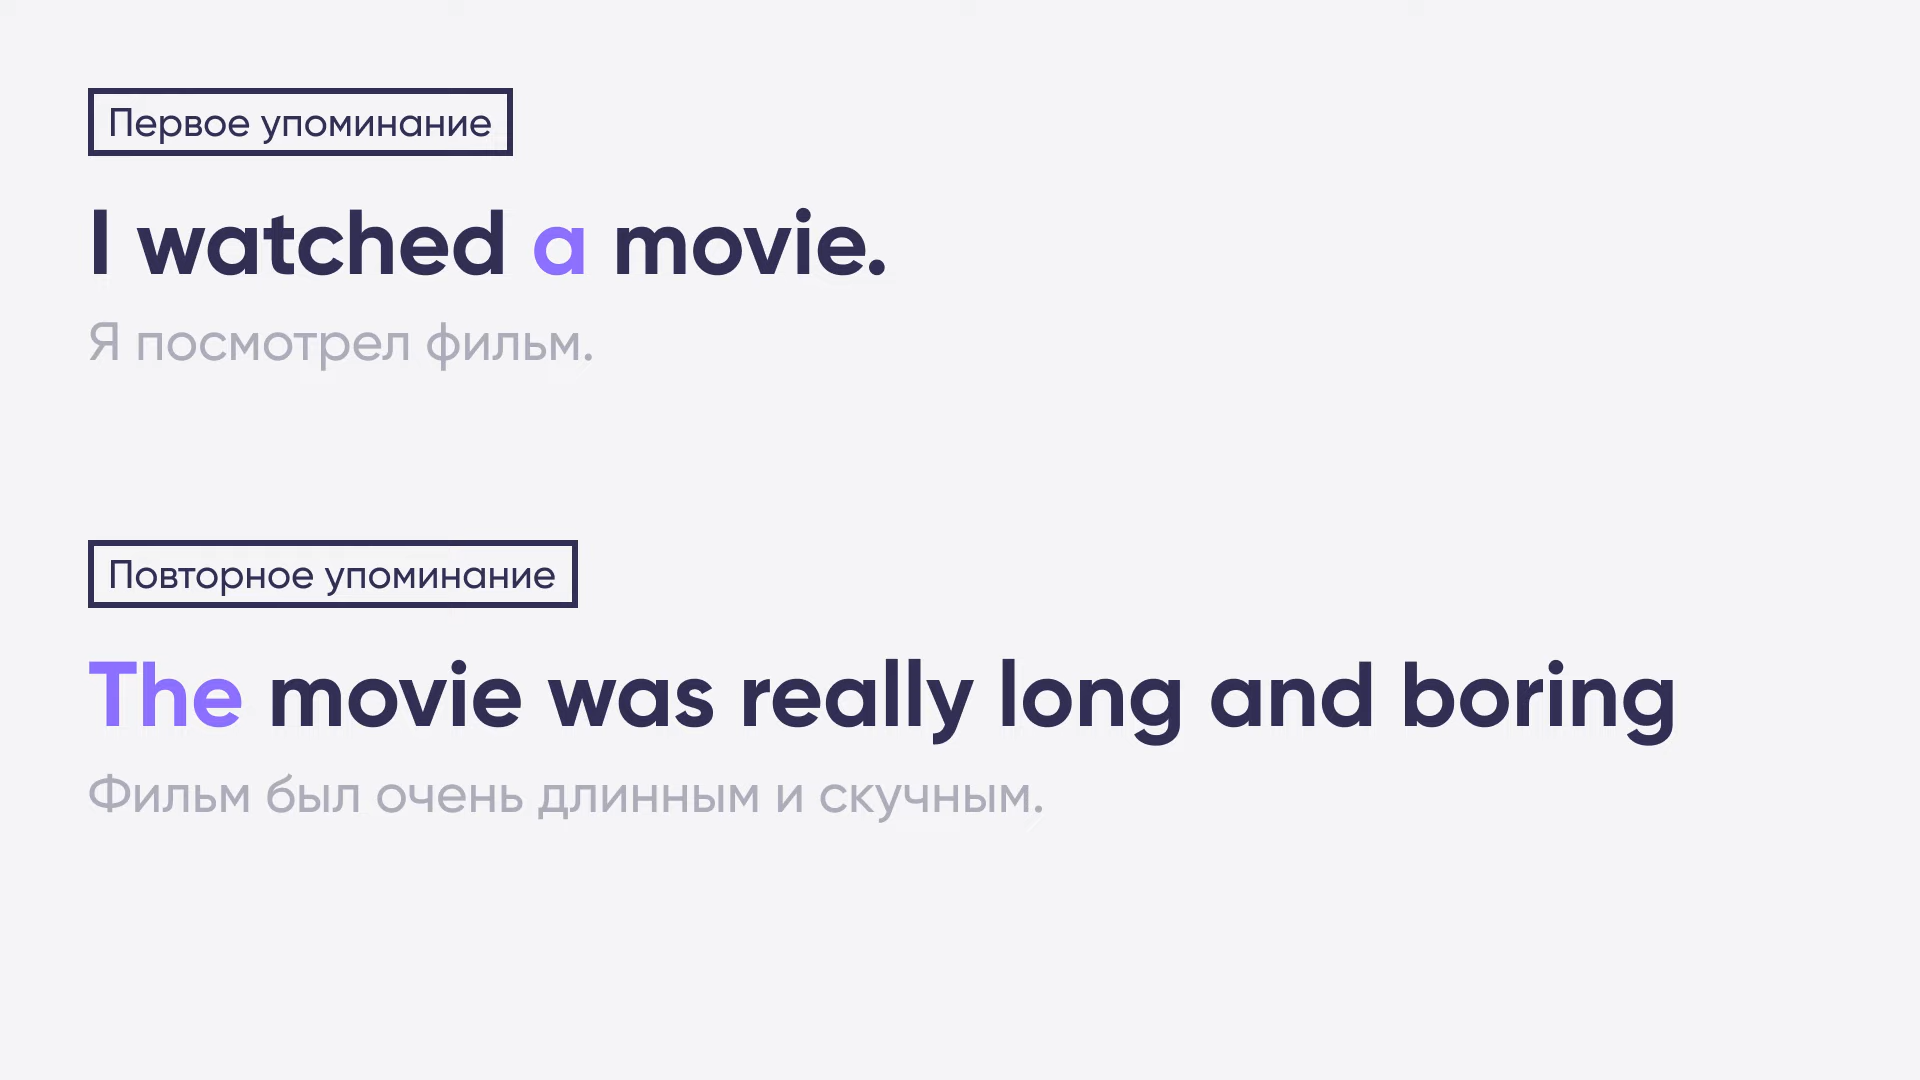 Первое упоминание
I watched a movie.
Я посмотрел фильм.
Повторное упоминание
The movie was really long and boring
Фильм был очень длинным и скучным.